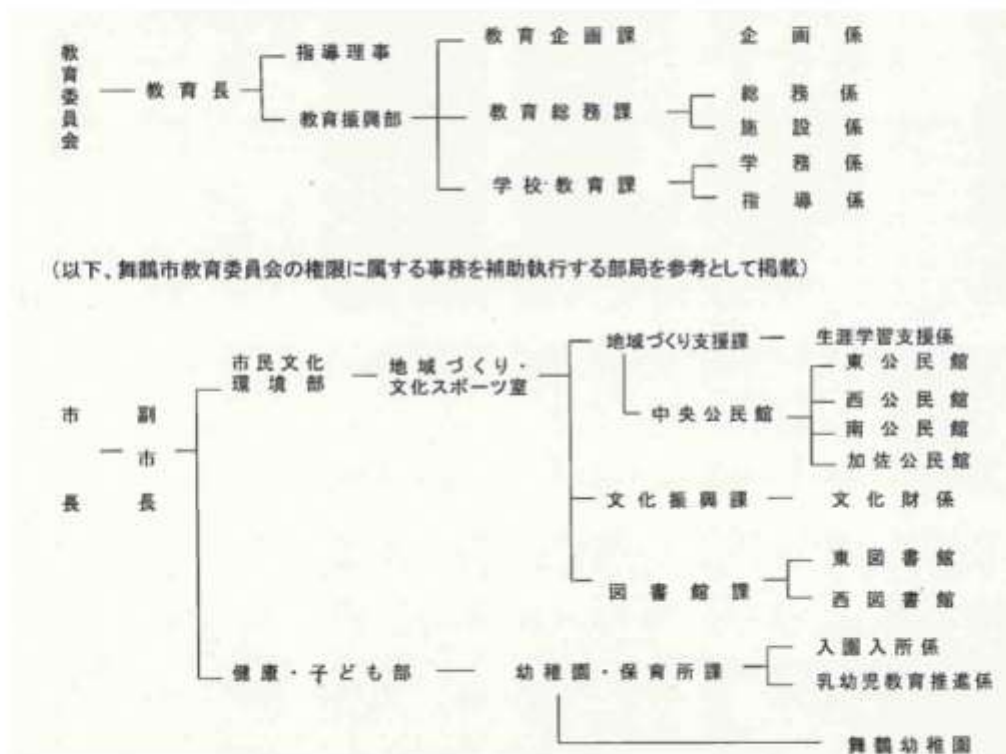 教育委員会
教育長
指導理事
教育振興部
教育企画課 企画係
教育総務課 総務係
施設係
学校・教育課 学務係
指導係
(以下、舞鶴市教育委員会の権限に属する事務を補助執行する部局を参考として掲載)
市長
副市長
市民文化
環境部
地域づくり・
文化スポーツ室
地域づくり支援課 生涯学習支援係
中央公民館 東公民館
西公民館
南公民館
加佐公民館
文化振興課 文化財係
図書館課 東図書館
西図書館
健康・子ども部 幼稚園・保育所課 入園入所係
乳幼児教育推進係
舞鶴幼稚園